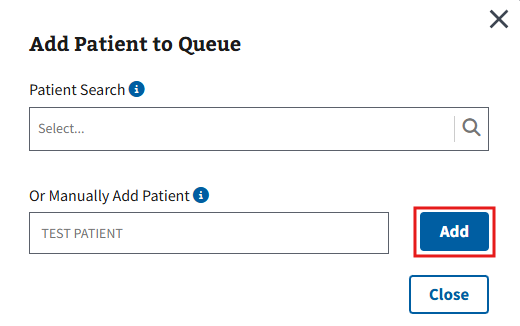 Add Patient to Queue
Patient Search
Select...
Or Manually Add Patient
TEST PATIENT
Add
Close